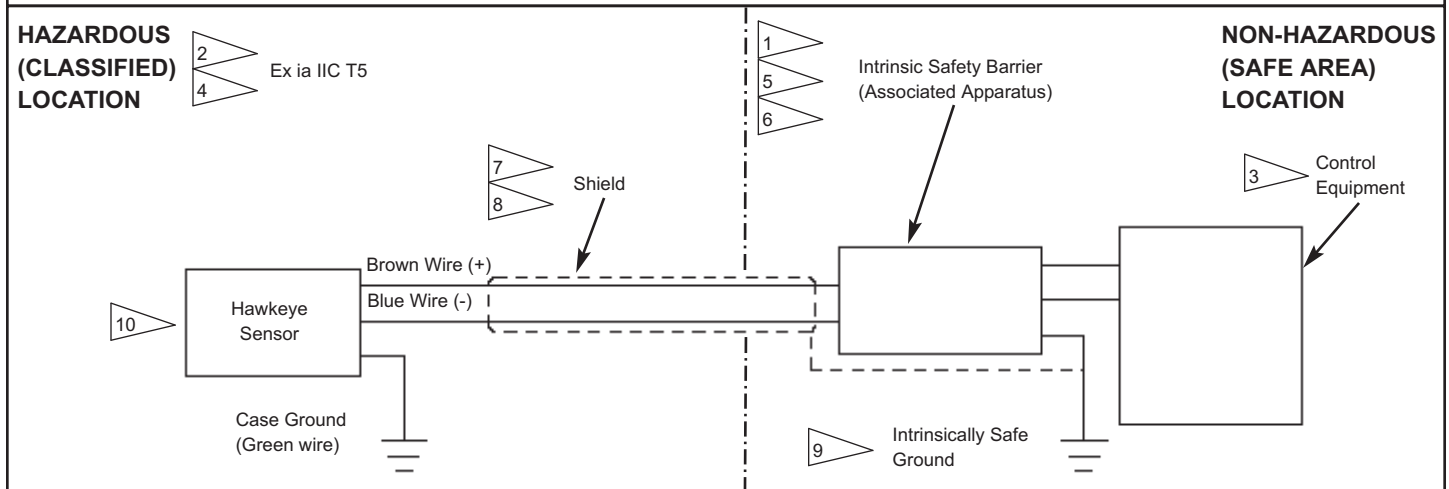 HAZARDOUS
(CLASSIFIED)
LOCATION
2
4
Ex ia IIC T5
1
5
6
Intrinsic Safety Barrier
(Associated Apparatus)
NON-HAZARDOUS
(SAFE AREA)
LOCATION
7
8
Shield
3
Control
Equipment
Brown Wire (+)
Blue Wire (-)
10
Hawkeye
Sensor
Case Ground
(Green wire)
9
Intrinsically Safe
Ground